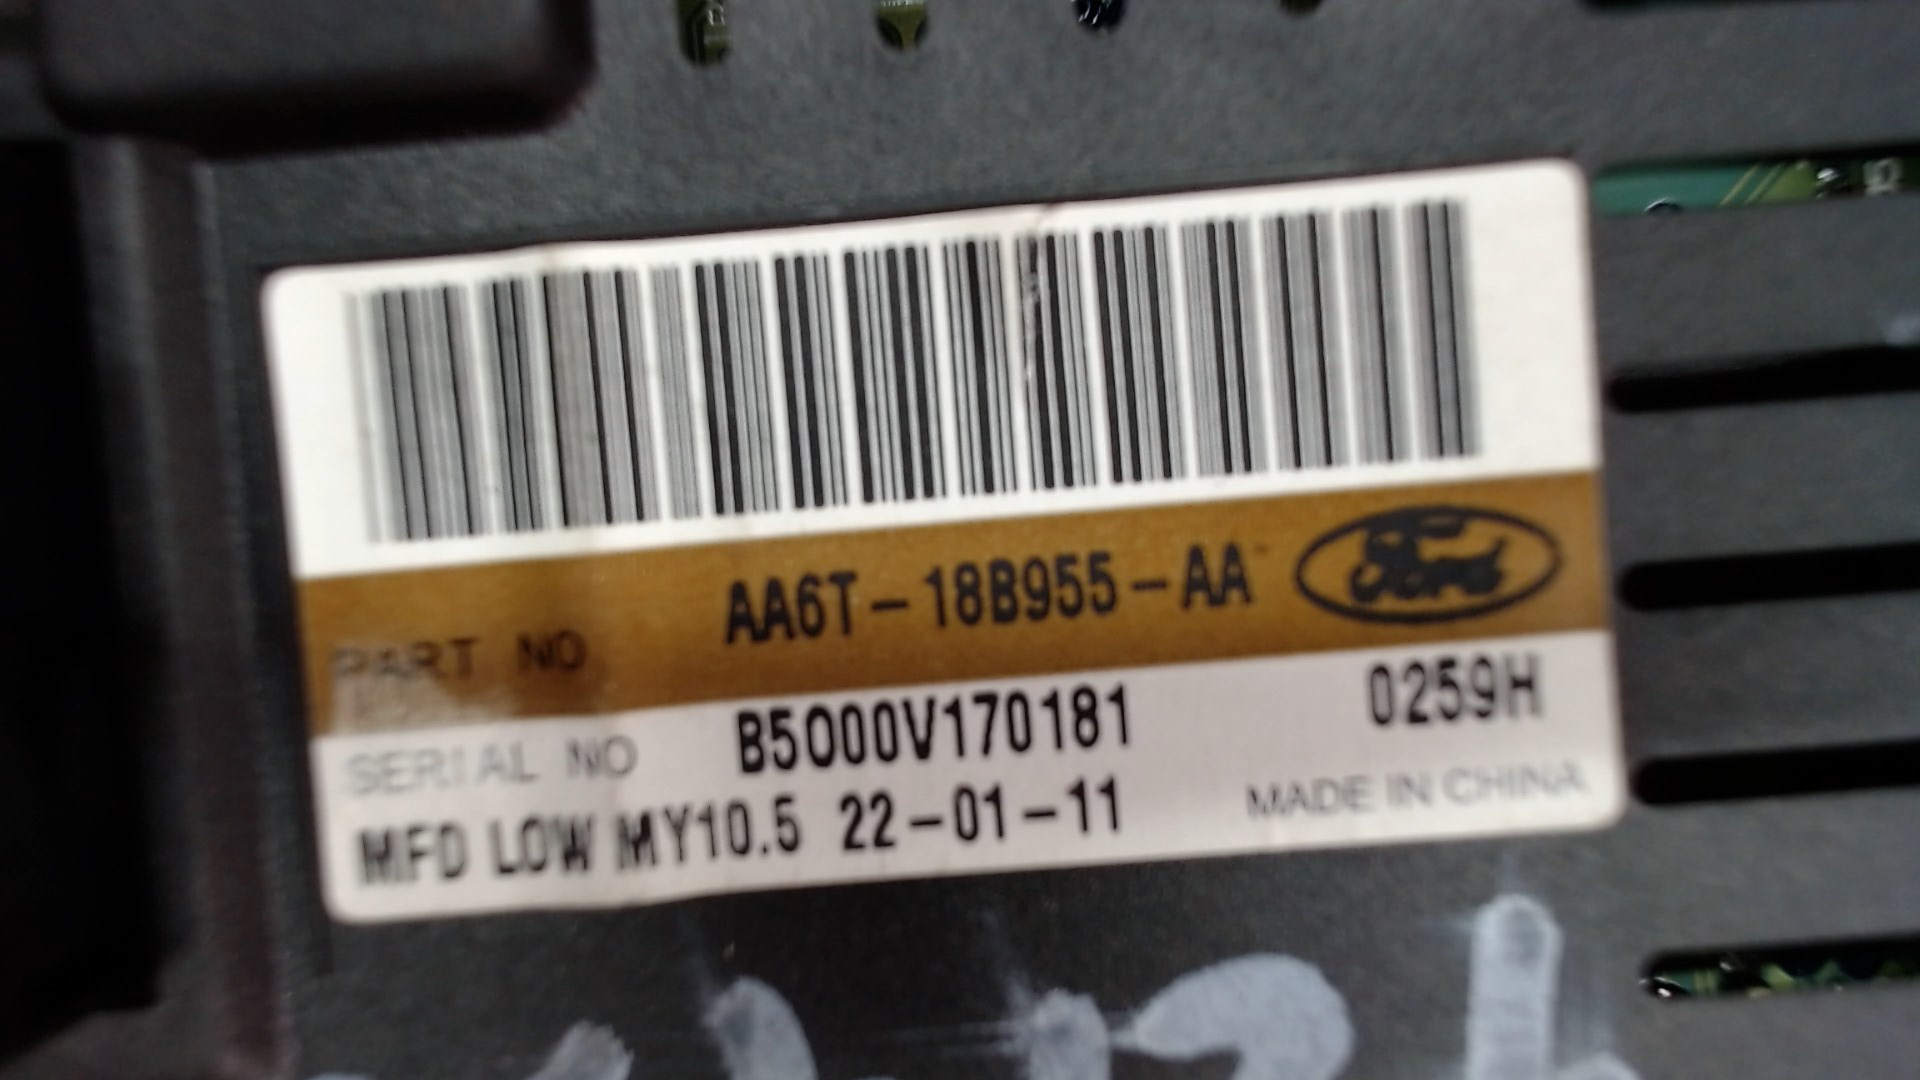 PART NO AA6T-18B955-AA Ford
SERIAL NO B5000V170181 0259H
MFD LOW MY10.5 22-01-11 MADE IN CHINA